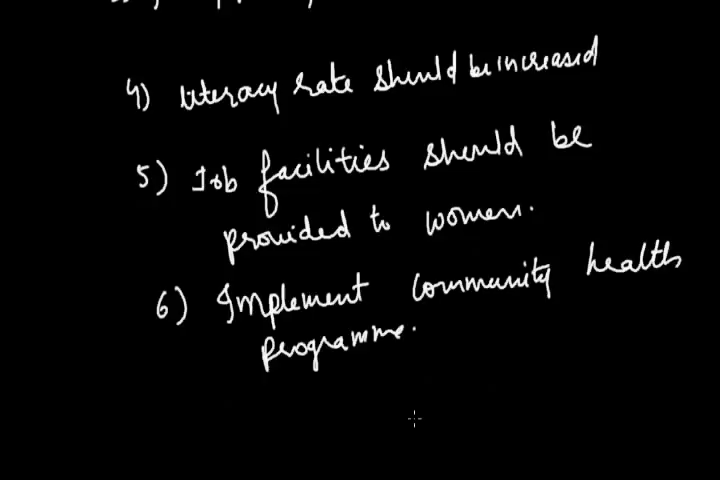 4) Literacy rate should be increased
5) Job facilities should be
provided to women.
6) Implement community health
programme.